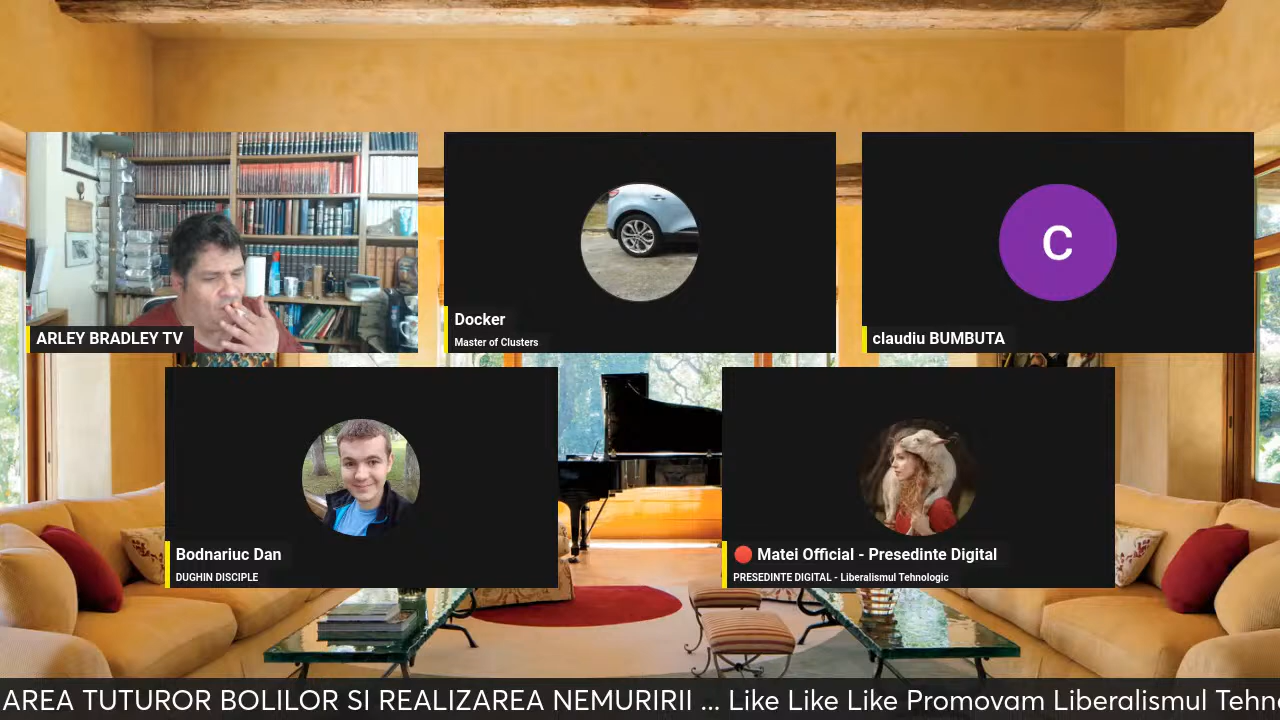 ARLEY BRADLEY TV
Docker
Master of Clusters
C
claudiu BUMBUTA
Bodnariuc Dan
DUGHIN DISCIPLE
Matei Official - Presedinte Digital
PRESEDINTE DIGITAL - Liberalismul Tehnologic
AREA TUTUROR BOLILOR SI REALIZAREA NEMURIRII ... Like Like Like Promovam Liberalismul Tehn